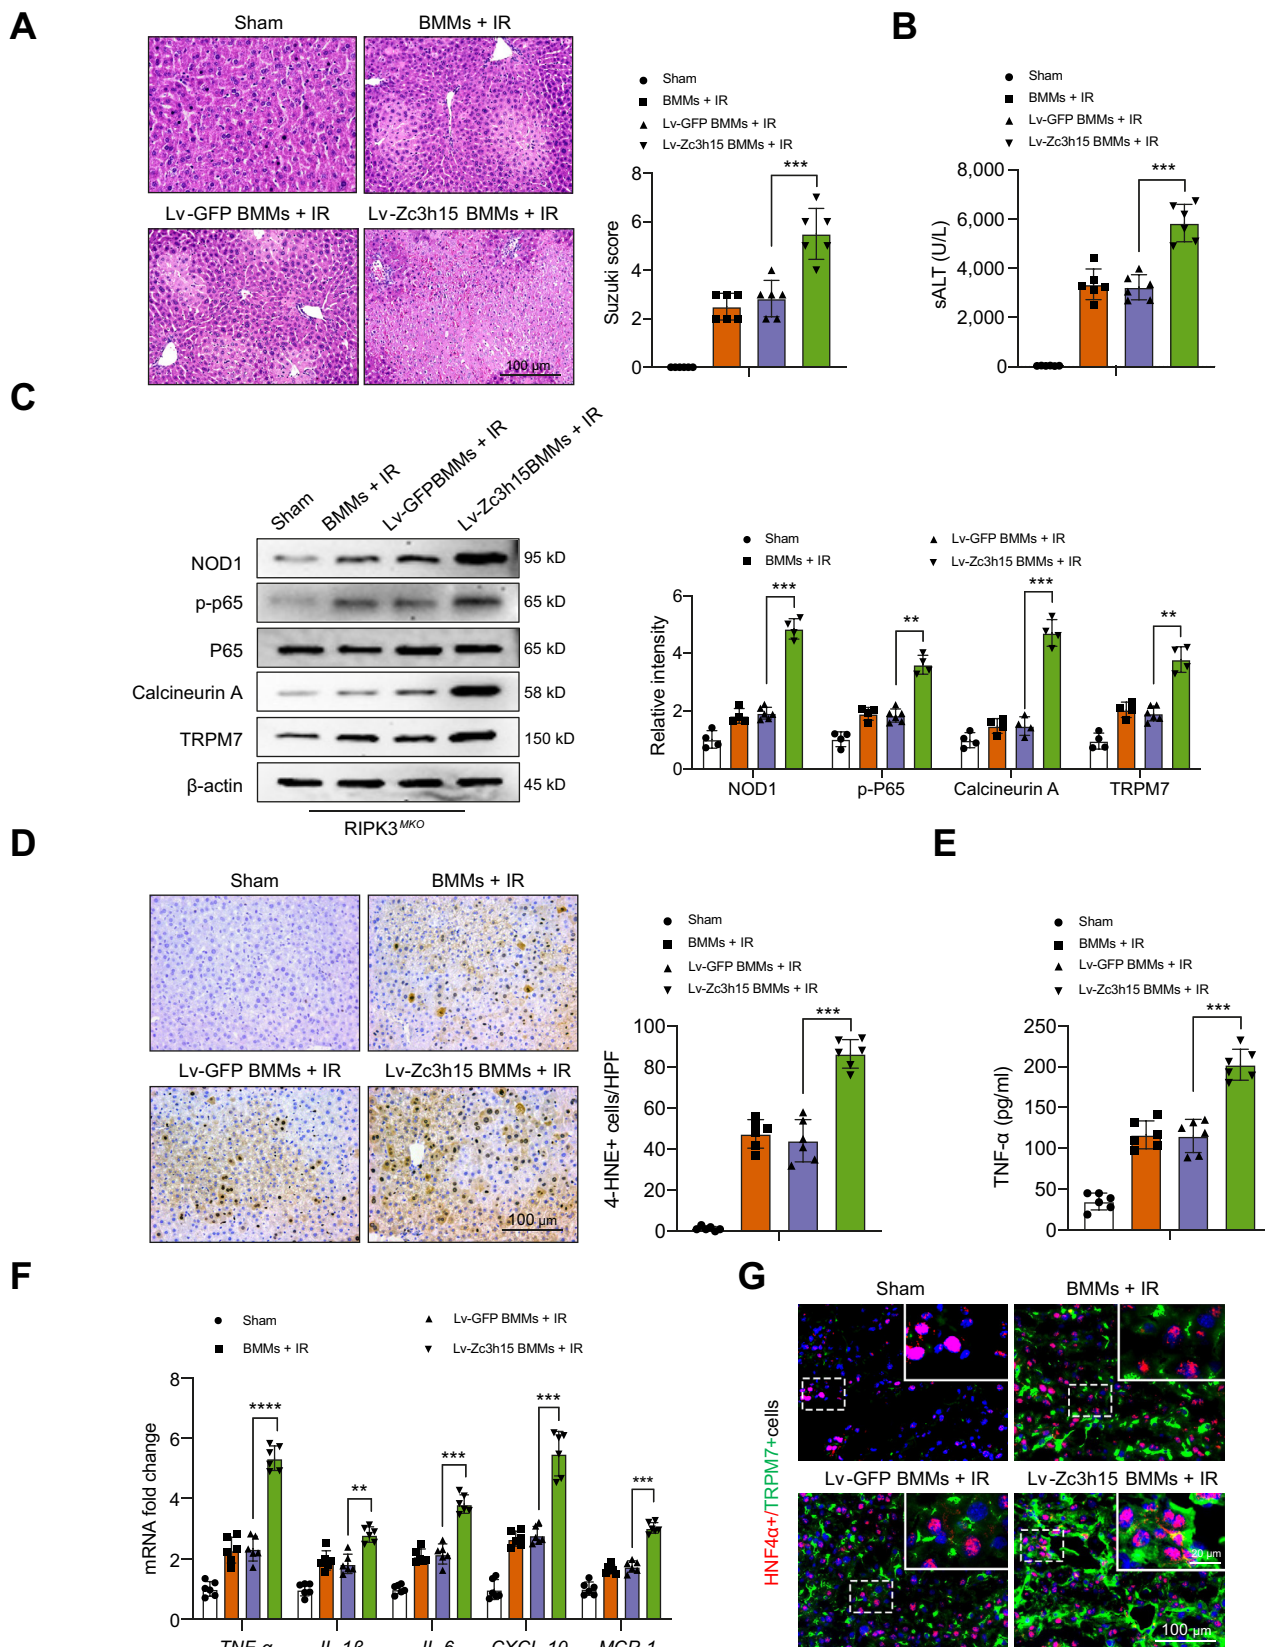 A
Sham
BMMs + IR
Lv-GFP BMMs + IR
Lv-Zc3h15 BMMs + IR
100 μm
Sham
BMMs + IR
Lv-GFP BMMs + IR
Lv-Zc3h15 BMMs + IR
***
8
6
4
2
0
Suzuki score
B
Sham
BMMs + IR
Lv-GFP BMMs + IR
Lv-Zc3h15 BMMs + IR
***
8,000
6,000
4,000
2,000
0
sALT (U/L)
C
Sham
BMMs + IR
Lv-GFPBMMs + IR
Lv-Zc3h15BMMs + IR
NOD1 95 kD
p-p65 65 kD
P65 65 kD
Calcineurin A 58 kD
TRPM7 150 kD
β-actin 45 kD
RIPK3MKO
Sham
BMMs + IR
Lv-GFP BMMs + IR
Lv-Zc3h15 BMMs + IR
*** ** *** **
6
4
2
0
Relative intensity
NOD1 p-P65 Calcineurin A TRPM7
D
Sham
BMMs + IR
Lv-GFP BMMs + IR
Lv-Zc3h15 BMMs + IR
100 μm
Sham
BMMs + IR
Lv-GFP BMMs + IR
Lv-Zc3h15 BMMs + IR
***
100
80
60
40
20
0
4-HNE+ cells/HPF
E
Sham
BMMs + IR
Lv-GFP BMMs + IR
Lv-Zc3h15 BMMs + IR
***
250
200
150
100
50
0
TNF-α (pg/ml)
F
Sham
BMMs + IR
Lv-GFP BMMs + IR
Lv-Zc3h15 BMMs + IR
**** ** *** *** ***
8
6
4
2
0
mRNA fold change
TNF-α IL-1β IL-6 CXCL-10 MCP-1
G
Sham
BMMs + IR
Lv-GFP BMMs + IR
Lv-Zc3h15 BMMs + IR
HNF4α+/TRPM7+cells
20 μm
100 μm